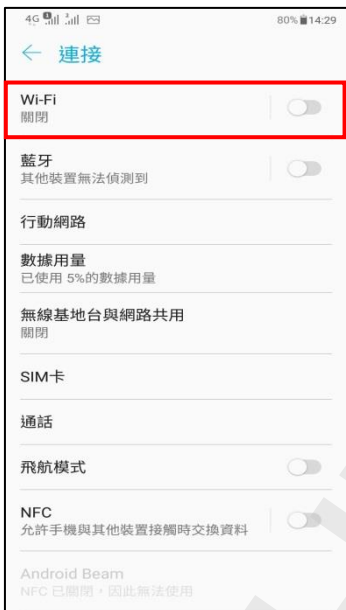 4G 80% 14:29
← 連接
Wi-Fi
關閉
藍牙
其他裝置無法偵測到
行動網路
數據用量
已使用 5%的數據用量
無線基地台與網路共用
關閉
SIM卡
通話
飛航模式
NFC
允許手機與其他裝置接觸時交換資料
Android Beam
NFC 已關閉，因此無法使用